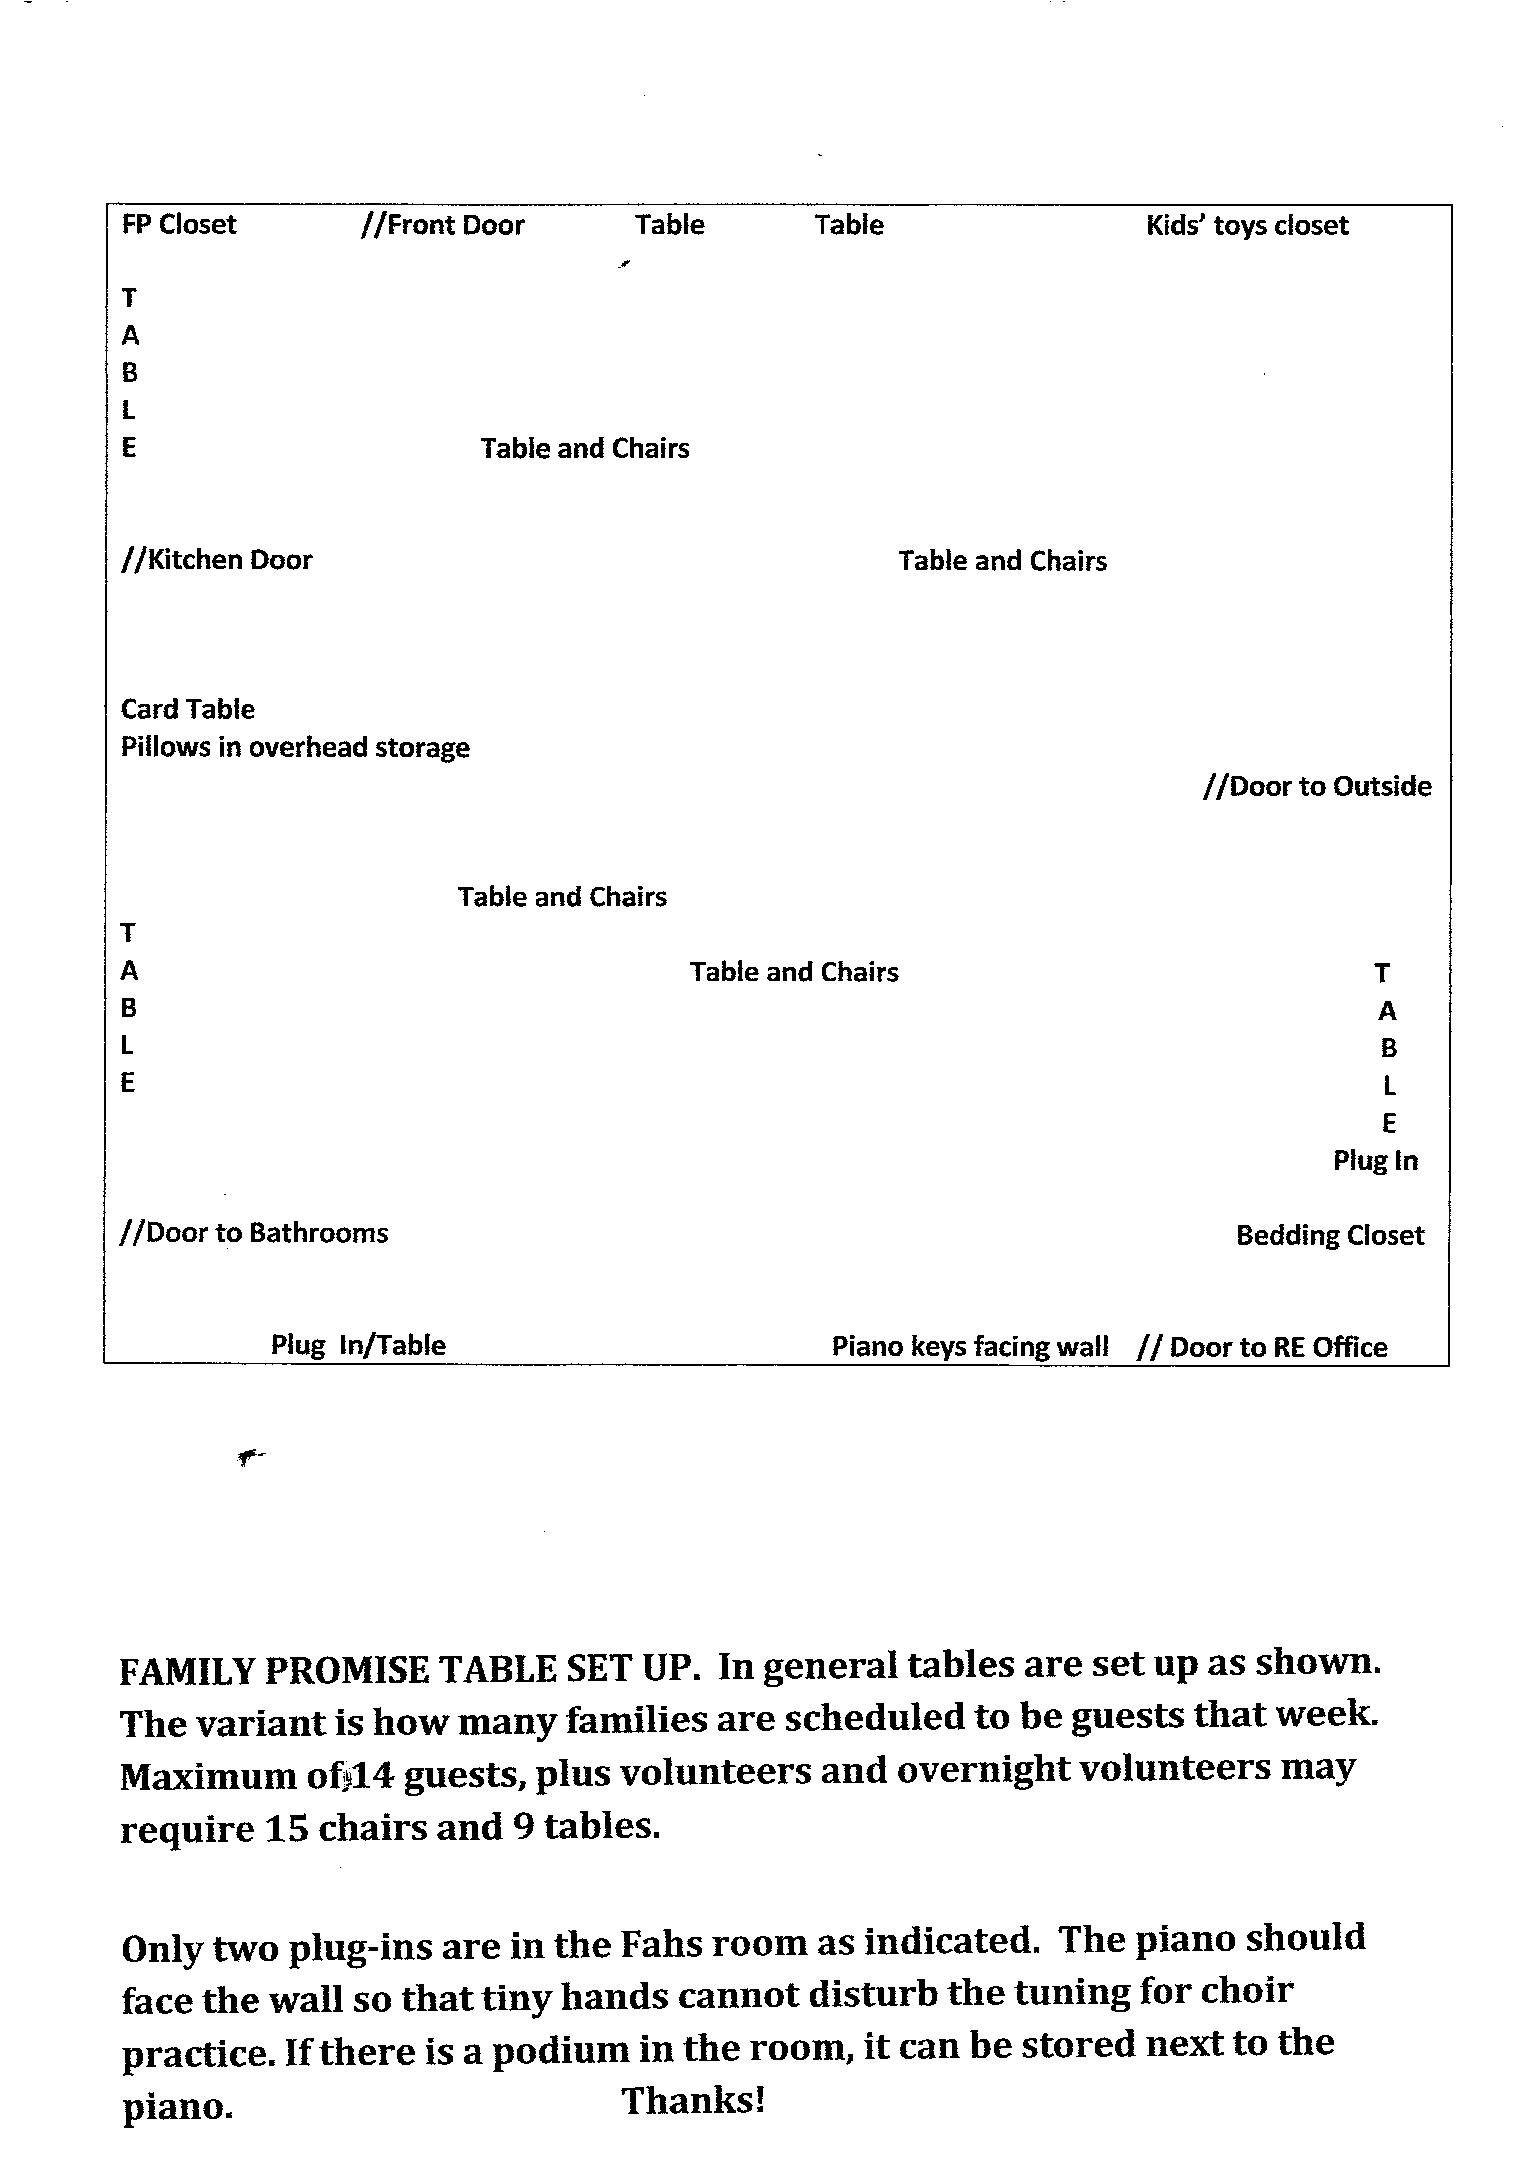 FP Closet //Front Door Table Table Kids' toys closet
T
A
B
L
E Table and Chairs
//Kitchen Door Table and Chairs
Card Table
Pillows in overhead storage
//Door to Outside
Table and Chairs
T
A Table and Chairs T
B A
L B
E L
E
Plug In
//Door to Bathrooms Bedding Closet
Plug In/Table Piano keys facing wall // Door to RE Office
FAMILY PROMISE TABLE SET UP. In general tables are set up as shown.
The variant is how many families are scheduled to be guests that week.
Maximum of 14 guests, plus volunteers and overnight volunteers may
require 15 chairs and 9 tables.
Only two plug-ins are in the Fahs room as indicated. The piano should
face the wall so that tiny hands cannot disturb the tuning for choir
practice. If there is a podium in the room, it can be stored next to the
piano. Thanks!